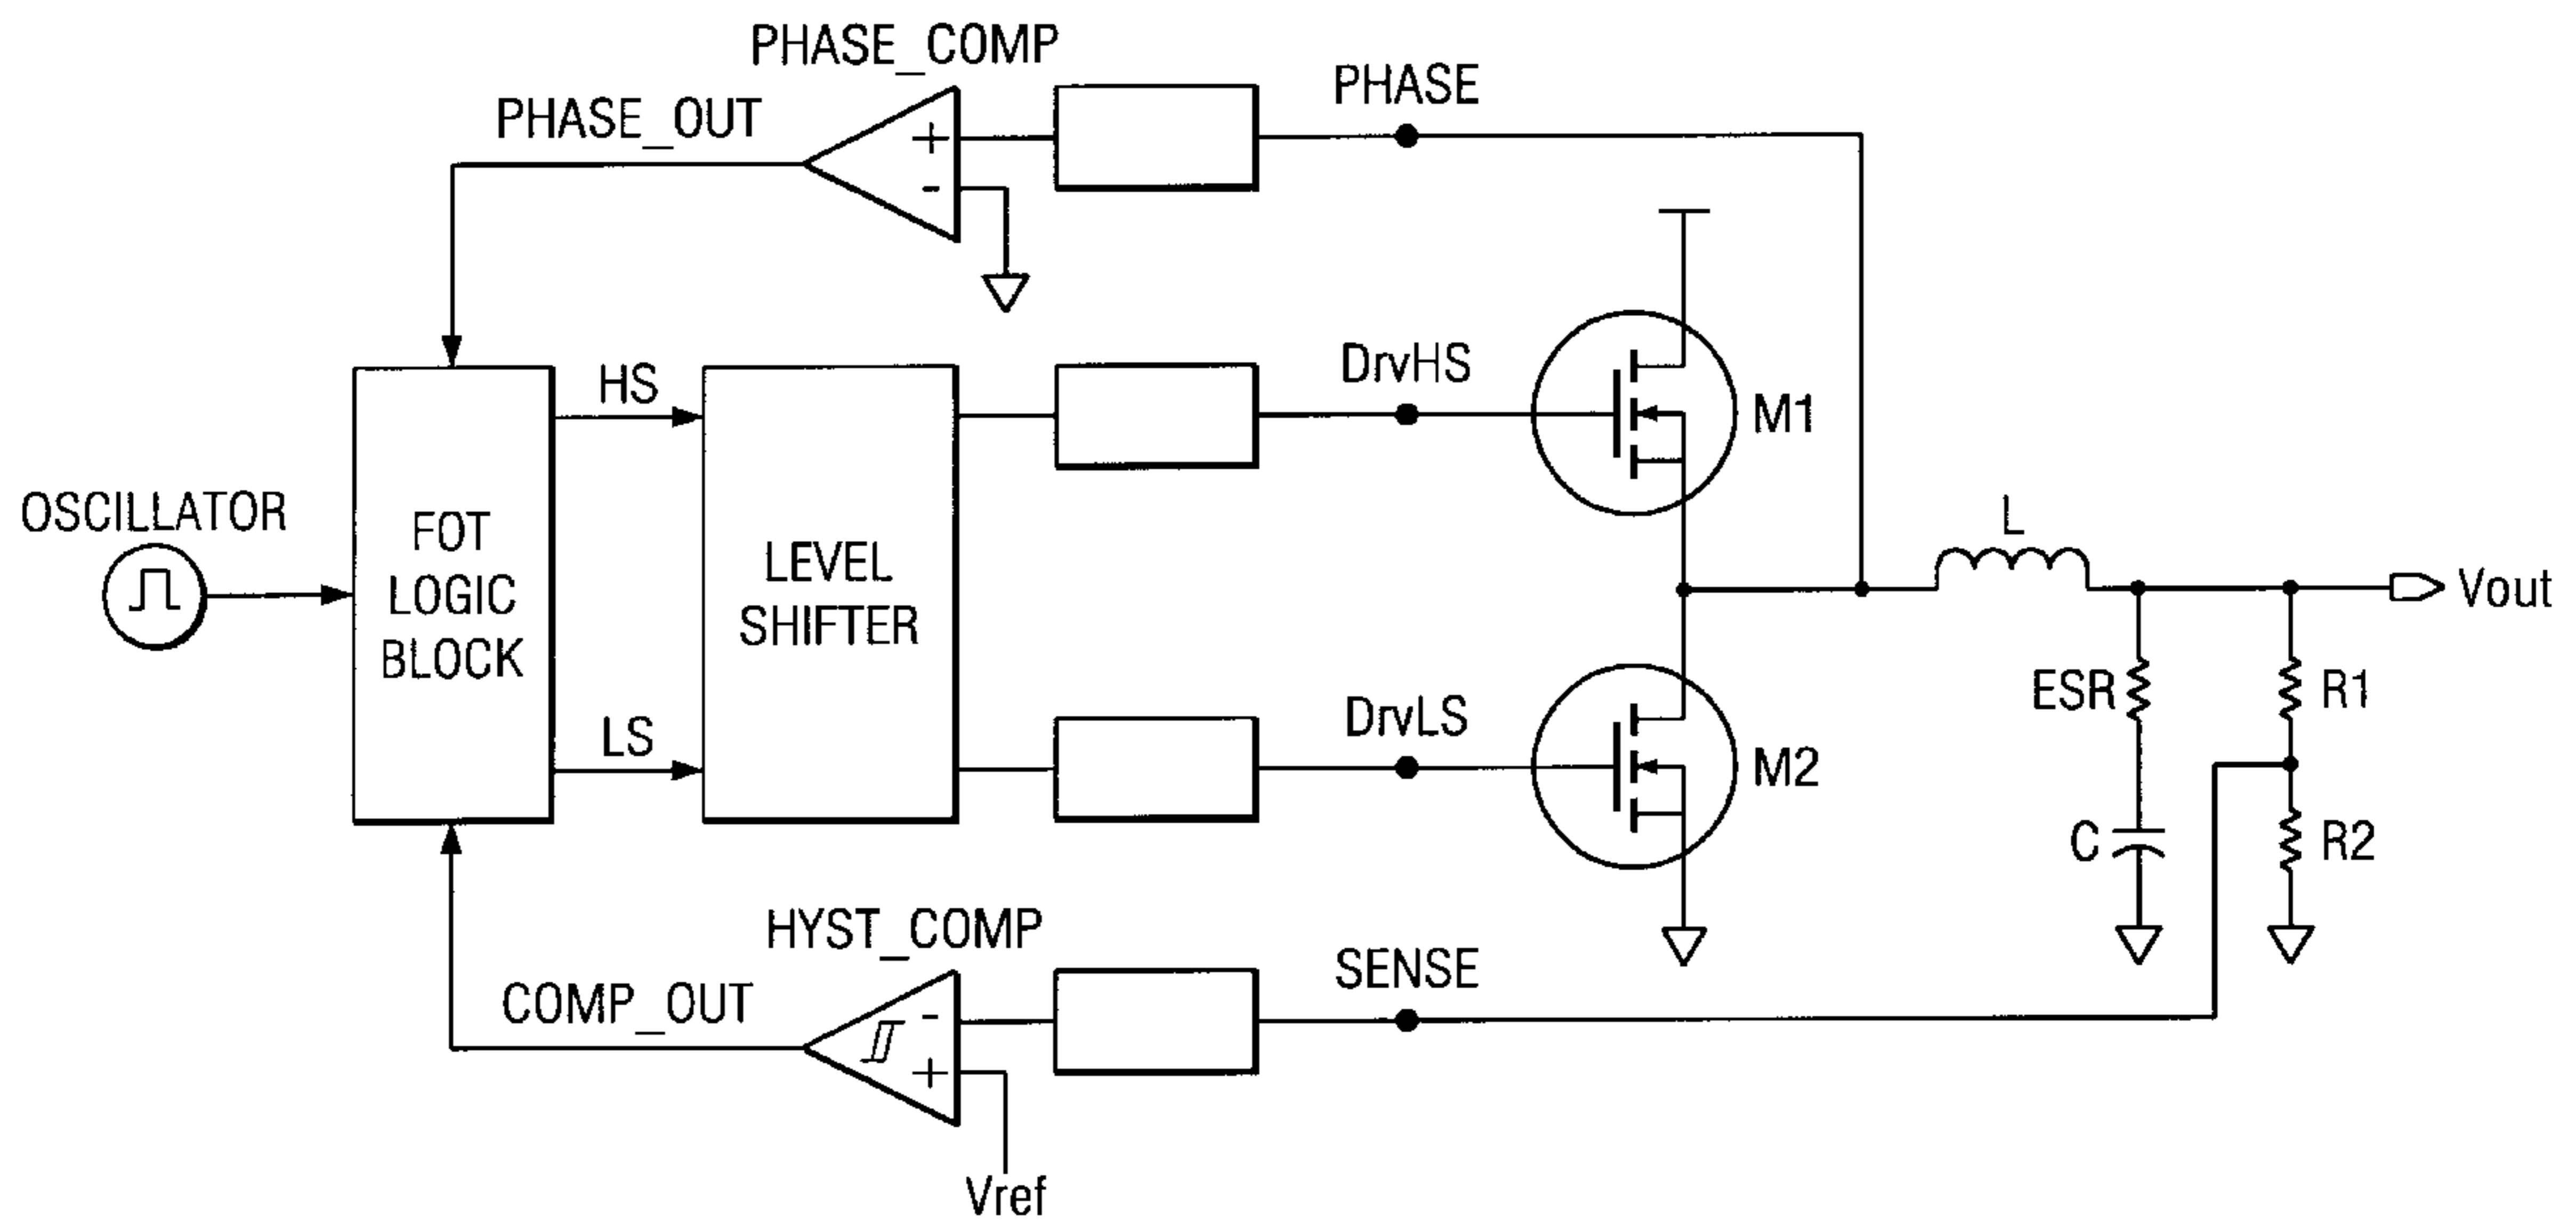 PHASE_COMP
PHASE
PHASE_OUT
+
-
DrvHS
HS
M1
OSCILLATOR
FOT
LOGIC
BLOCK
LEVEL
SHIFTER
L
Vout
ESR
R1
DrvLS
LS
M2
C
R2
HYST_COMP
SENSE
COMP_OUT
-
+
Vref